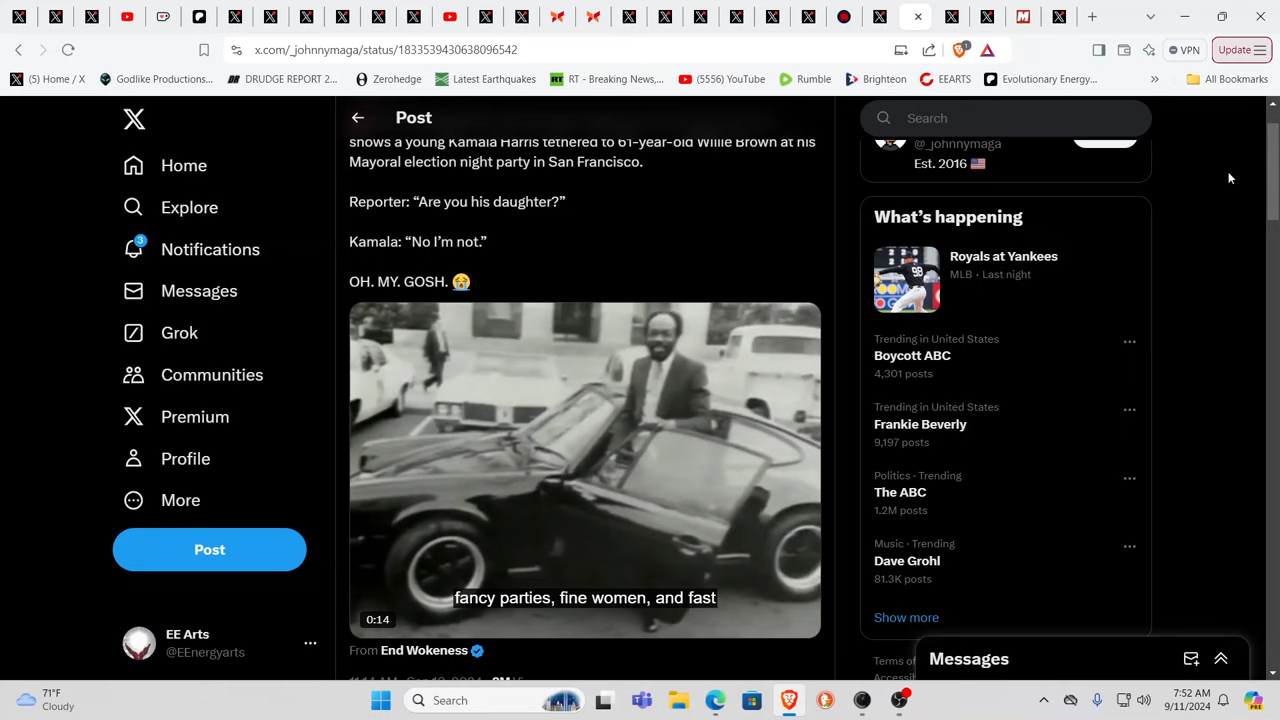 x.com/_johnnymaga/status/1833539430638096542
1
VPN
Update
(5) Home / X
Godlike Productions...
DRUDGE REPORT 2...
Zerohedge
Latest Earthquakes
RT - Breaking News,...
(5556) YouTube
Rumble
Brighteon
EEARTS
Evolutionary Energy...
All Bookmarks
Home
Explore
3
Notifications
Messages
Grok
Communities
Premium
Profile
More
Post
EE Arts
@EEnergyarts
Post
shows a young Kamala Harris tethered to 61-year-old Willie Brown at his
Mayoral election night party in San Francisco.
Reporter: “Are you his daughter?”
Kamala: “No I’m not.”
OH. MY. GOSH. 😭
fancy parties, fine women, and fast
0:14
From End Wokeness
Search
@_johnnymaga
Est. 2016 🇺🇸
What’s happening
Royals at Yankees
MLB · Last night
Trending in United States
Boycott ABC
4,301 posts
Trending in United States
Frankie Beverly
9,197 posts
Politics · Trending
The ABC
1.2M posts
Music · Trending
Dave Grohl
81.3K posts
Show more
Terms of
Messages
71°F
Cloudy
Search
7:52 AM
9/11/2024